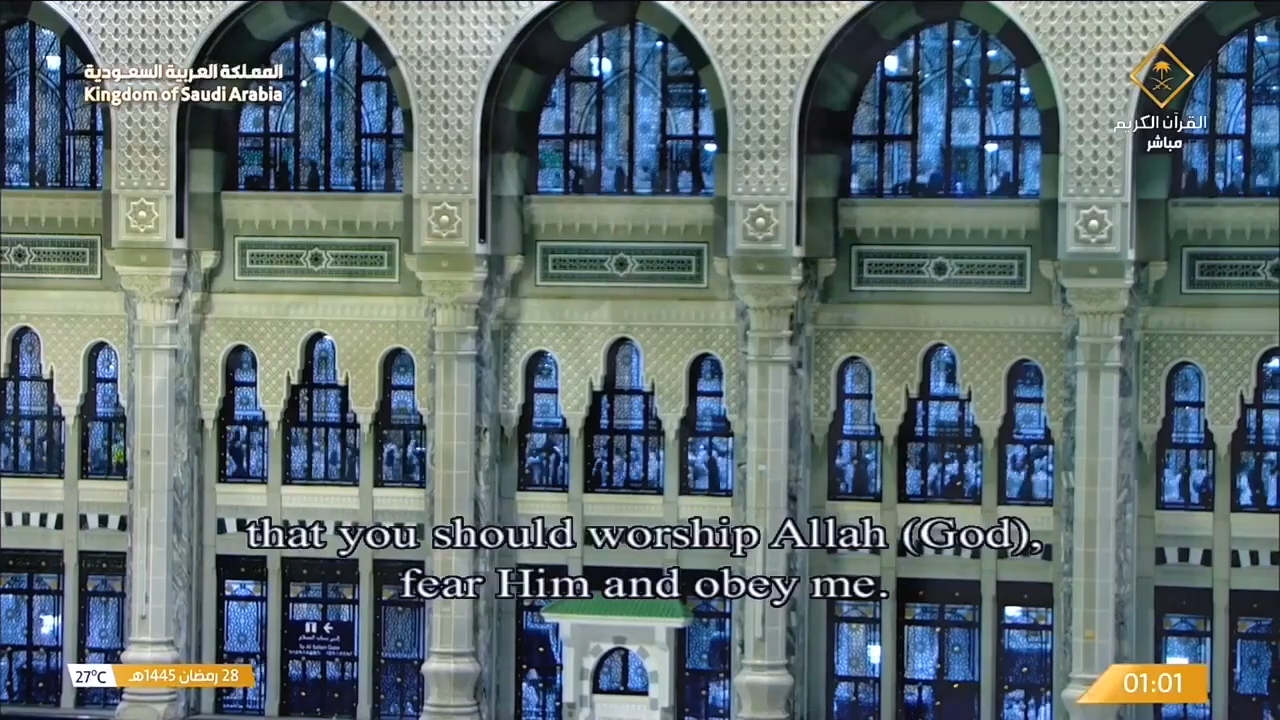 المملكة العربية السعودية
Kingdom of Saudi Arabia
القرآن الكريم
مباشر
that you should worship Allah (God),
fear Him and obey me.
27°C
28 رمضان 1445هـ
01:01